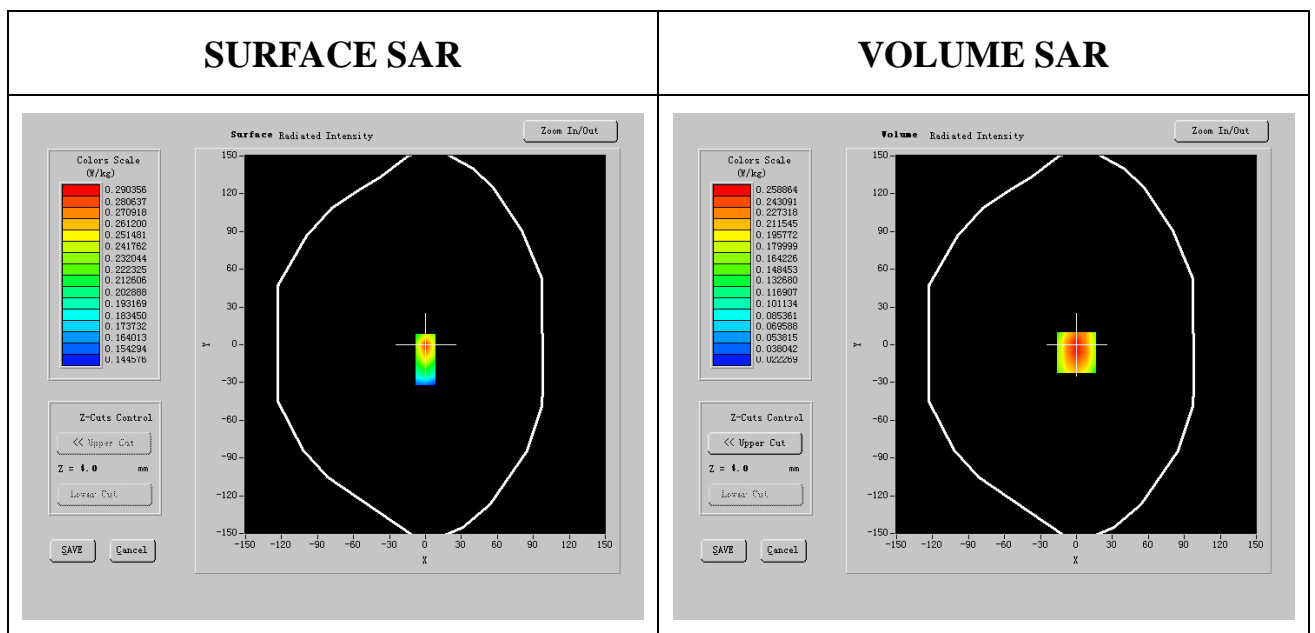 SURFACE SAR
VOLUME SAR
Surface Radiated Intensity
Zoom In/Out
Colors Scale
(W/kg)
0.290356
0.280637
0.270918
0.261200
0.251481
0.241762
0.232044
0.222325
0.212606
0.202888
0.193169
0.183450
0.173732
0.164013
0.154294
0.144576
150
120
90
60
30
0
-30
-60
-90
-120
-150
Y
-150 -120 -90 -60 -30 0 30 60 90 120 150
X
Z-Cuts Control
<< Upper Cut
Z = 4.0 mm
Lower Cut
SAVE
Cancel
Volume Radiated Intensity
Zoom In/Out
Colors Scale
(W/kg)
0.258864
0.243091
0.227318
0.211545
0.195772
0.179999
0.164226
0.148453
0.132680
0.116907
0.101134
0.085361
0.069588
0.053815
0.038042
0.022269
150
120
90
60
30
0
-30
-60
-90
-120
-150
Y
-150 -120 -90 -60 -30 0 30 60 90 120 150
X
Z-Cuts Control
<< Upper Cut
Z = 4.0 mm
Lower Cut
SAVE
Cancel